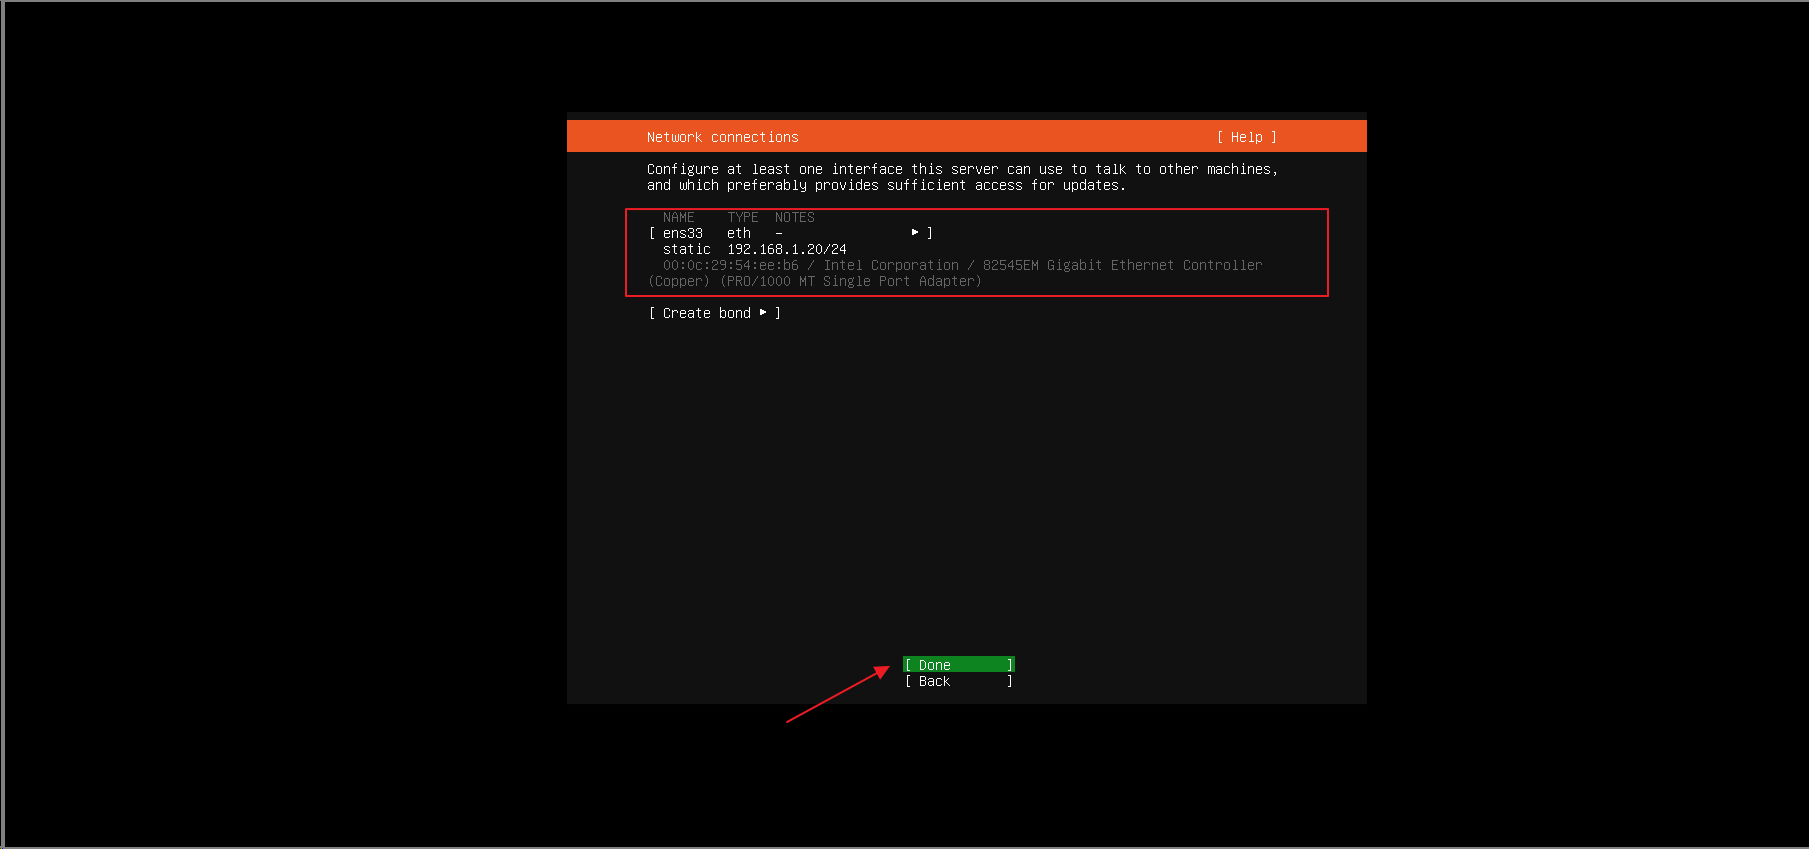 Network connections [ Help ]
Configure at least one interface this server can use to talk to other machines,
and which preferably provides sufficient access for updates.
NAME TYPE NOTES
[ ens33 eth - ▸ ]
static 192.168.1.20/24
00:0c:29:54:ee:b6 / Intel Corporation / 82545EM Gigabit Ethernet Controller
(Copper) (PRO/1000 MT Single Port Adapter)
[ Create bond ▸ ]
[ Done ]
[ Back ]